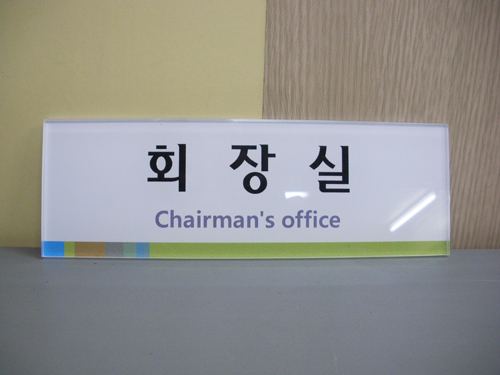 회 장 실
Chairman's office